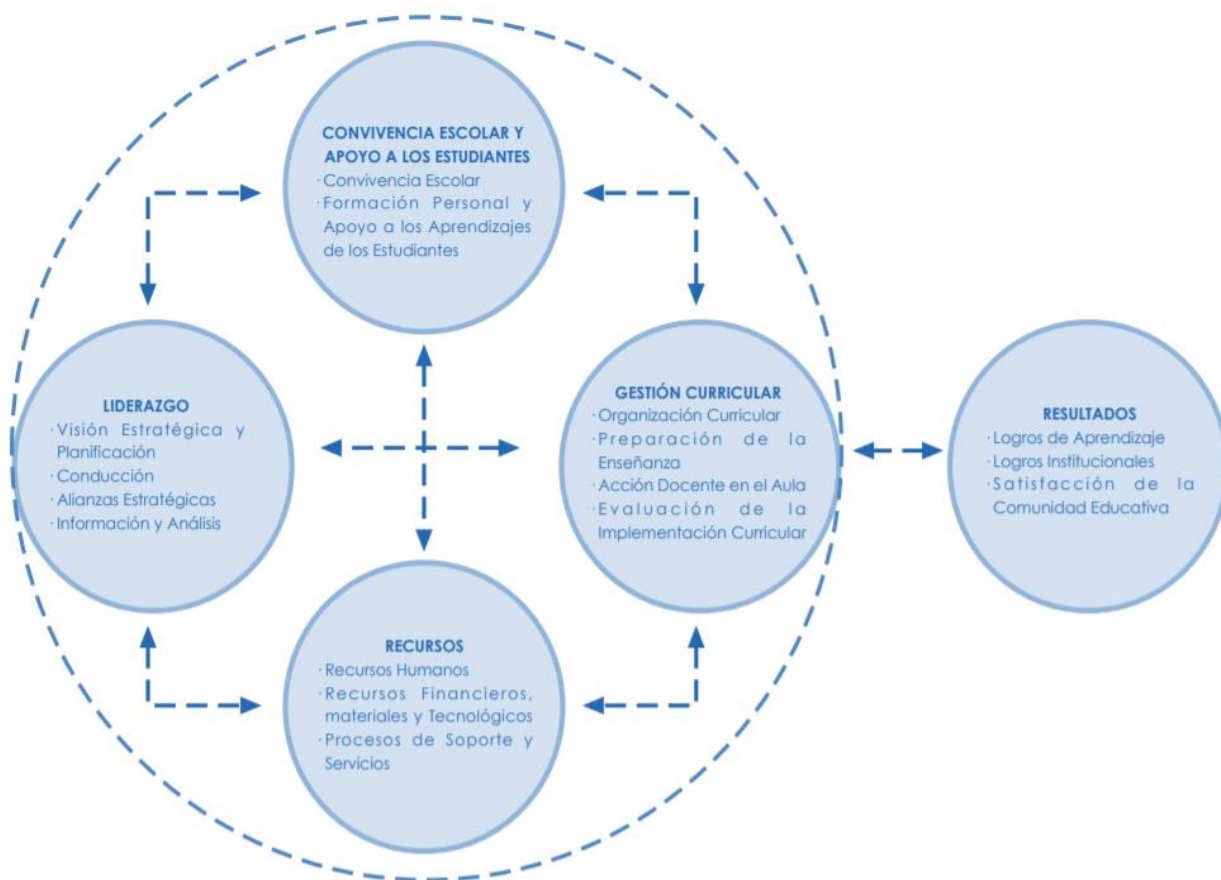 CONVIVENCIA ESCOLAR Y
APOYO A LOS ESTUDIANTES
· Convivencia Escolar
· Formación Personal y
Apoyo a los Aprendizajes
de los Estudiantes
LIDERAZGO
· Visión Estratégica y
Planificación
· Conducción
· Alianzas Estratégicas
· Información y Análisis
GESTIÓN CURRICULAR
· Organización Curricular
· Preparación de la
Enseñanza
· Acción Docente en el Aula
· Evaluación de la
Implementación Curricular
RESULTADOS
· Logros de Aprendizaje
· Logros Institucionales
· Satisfacción de la
Comunidad Educativa
RECURSOS
· Recursos Humanos
· Recursos Financieros,
materiales y Tecnológicos
· Procesos de Soporte y
Servicios